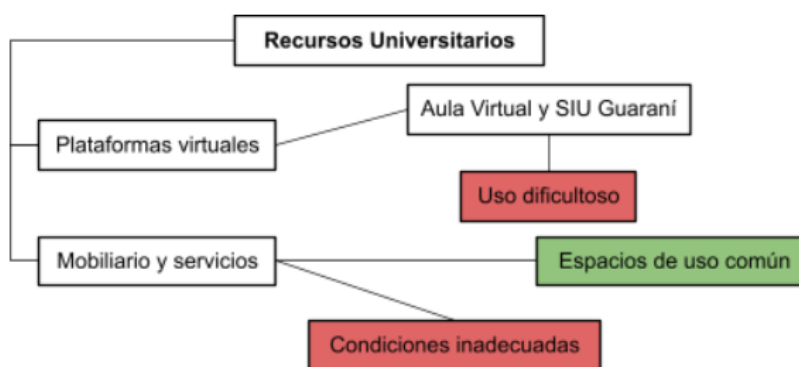 Recursos Universitarios
Aula Virtual y SIU Guaraní
Plataformas virtuales
Uso dificultoso
Mobiliario y servicios
Espacios de uso común
Condiciones inadecuadas